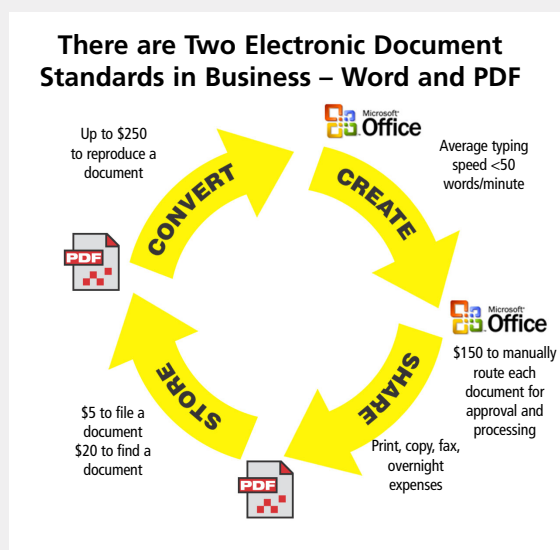 There are Two Electronic Document
Standards in Business – Word and PDF
Microsoft®
Office
Up to $250
to reproduce a
document
Average typing
speed <50
words/minute
CONVERT
CREATE
PDF
Microsoft®
Office
$150 to manually
route each
document for
approval and
processing
STORE
SHARE
$5 to file a
document
$20 to find a
document
Print, copy, fax,
overnight
expenses
PDF